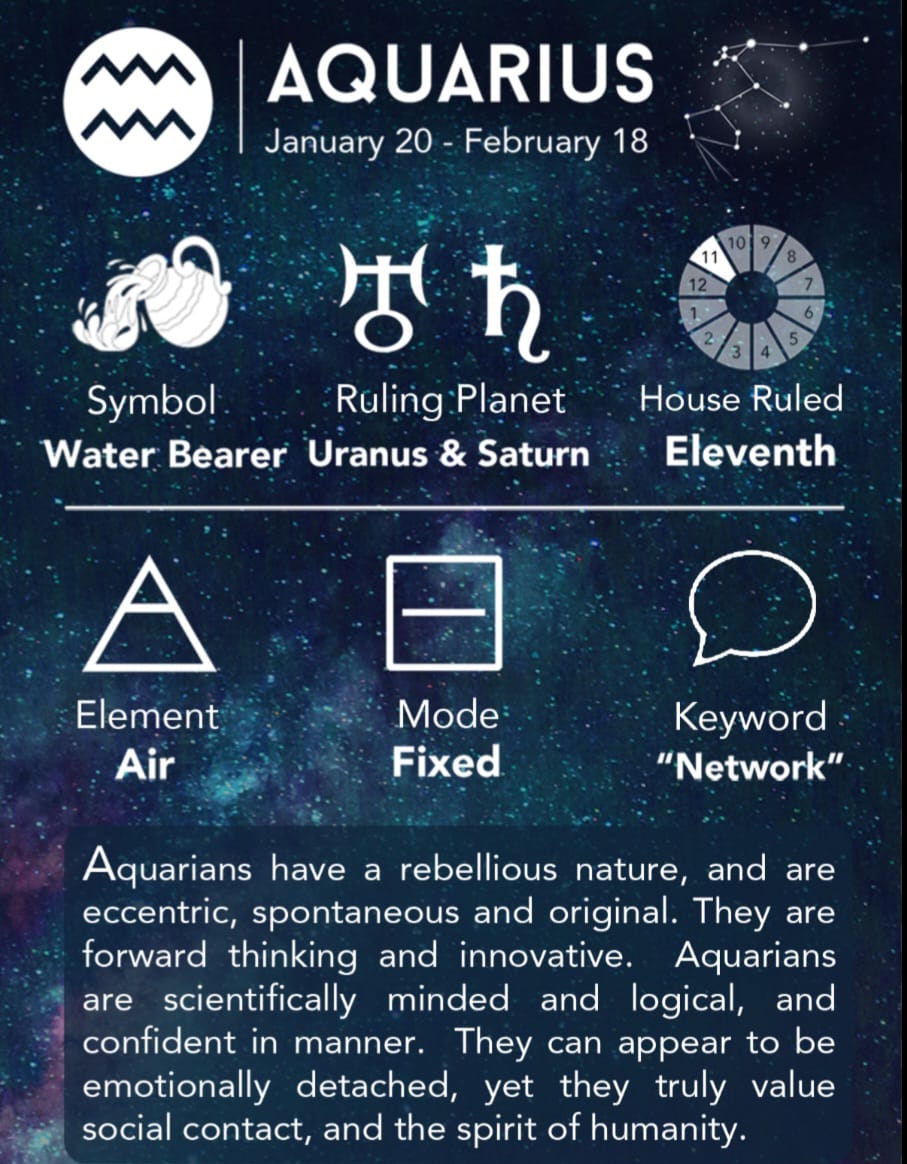 AQUARIUS
January 20 - February 18
10 9
11 8
12 7
1 6
2 5
3 4
Symbol Ruling Planet House Ruled
Water Bearer Uranus & Saturn Eleventh
Element Mode Keyword
Air Fixed “Network”
Aquarians have a rebellious nature, and are
eccentric, spontaneous and original. They are
forward thinking and innovative. Aquarians
are scientifically minded and logical, and
confident in manner. They can appear to be
emotionally detached, yet they truly value
social contact, and the spirit of humanity.